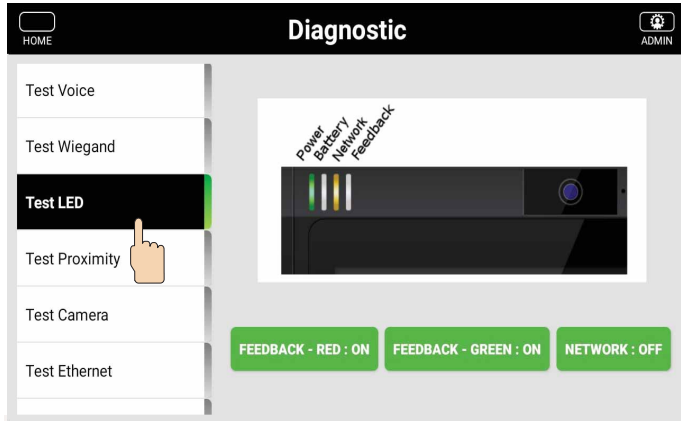 HOME
Diagnostic
ADMIN
Test Voice
Test Wiegand
Test LED
Test Proximity
Test Camera
Test Ethernet
Power
Battery
Network
Feedback
FEEDBACK - RED : ON
FEEDBACK - GREEN : ON
NETWORK : OFF